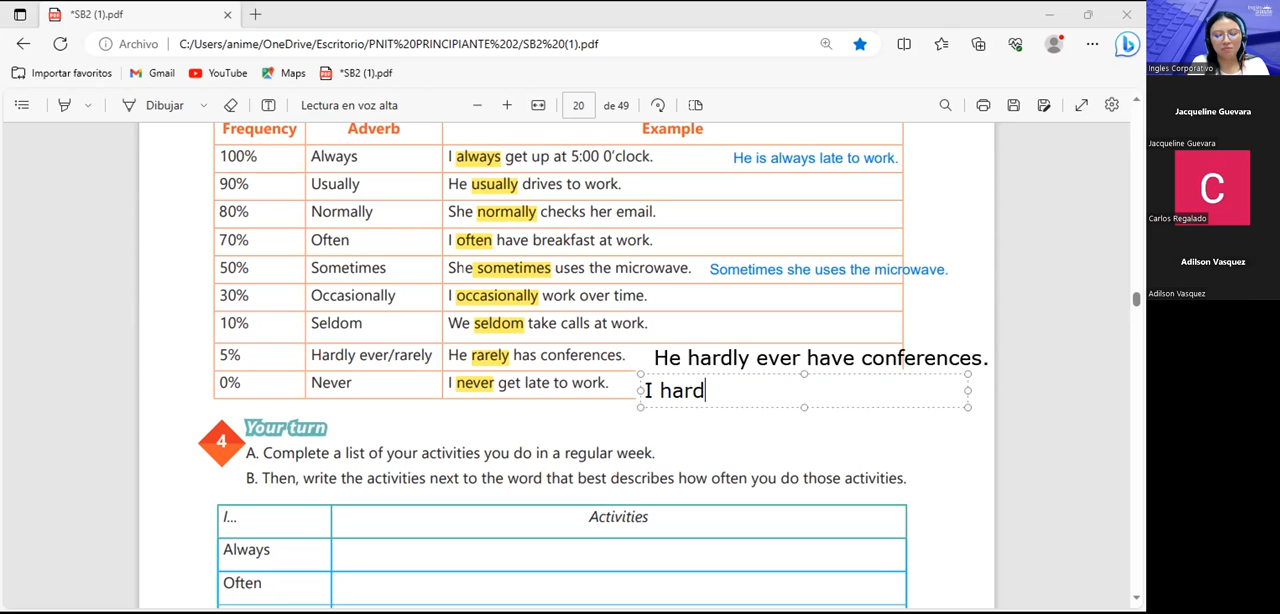 *SB2 (1).pdf
Archivo C:/Users/anime/OneDrive/Escritorio/PNIT%20PRINCIPIANTE%202/SB2%20(1).pdf
Importar favoritos Gmail YouTube Maps *SB2 (1).pdf
Dibujar Lectura en voz alta 20 de 49
Frequency Adverb Example
100% Always I always get up at 5:00 0'clock. He is always late to work.
90% Usually He usually drives to work.
80% Normally She normally checks her email.
70% Often I often have breakfast at work.
50% Sometimes She sometimes uses the microwave. Sometimes she uses the microwave.
30% Occasionally I occasionally work over time.
10% Seldom We seldom take calls at work.
5% Hardly ever/rarely He rarely has conferences. He hardly ever have conferences.
0% Never I never get late to work. I hard
4 Your turn
A. Complete a list of your activities you do in a regular week.
B. Then, write the activities next to the word that best describes how often you do those activities.
I... Activities
Always
Often
Ingles Corporativo
Jacqueline Guevara
Jacqueline Guevara
C
Carlos Regalado
Adilson Vasquez
Adilson Vasquez